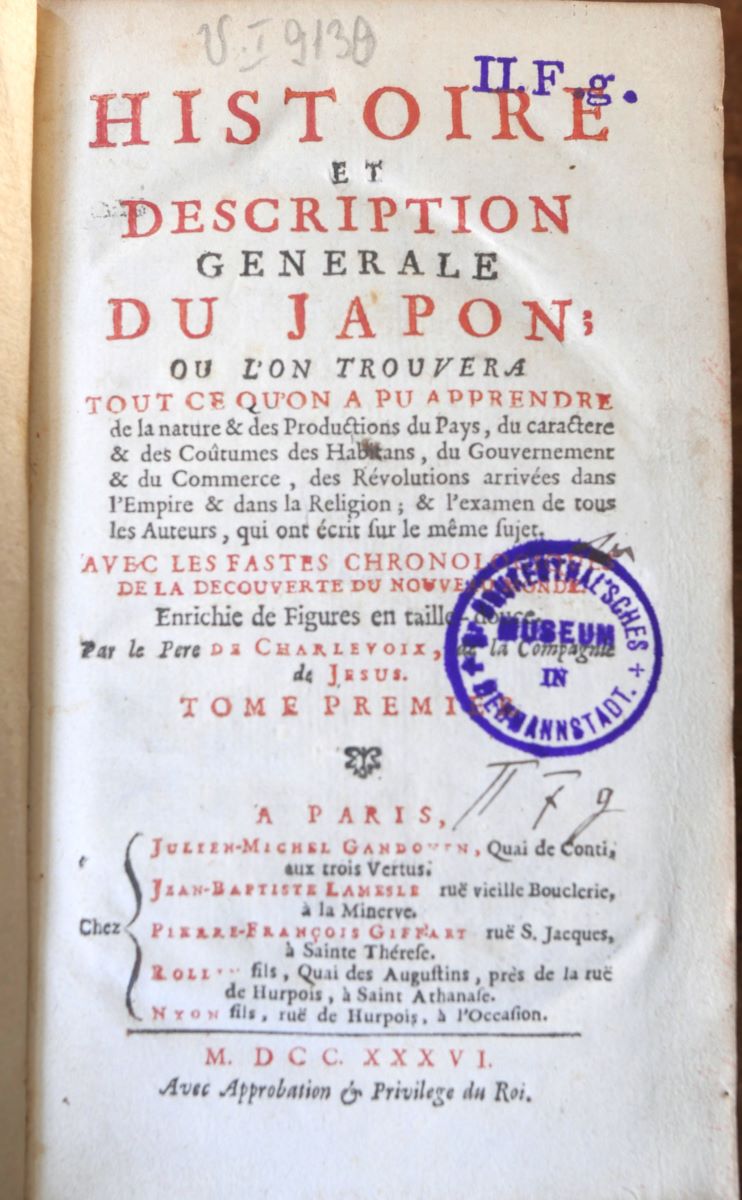 V.I 9130
II.F.g.
HISTOIRE
ET
DESCRIPTION
GENERALE
DU JAPON;
OU L'ON TROUVERA
TOUT CE QU'ON A PU APPRENDRE
de la nature & des Productions du Pays, du caractere
& des Coûtumes des Habitans, du Gouvernement
& du Commerce, des Révolutions arrivées dans
l'Empire & dans la Religion; & l'examen de tous
les Auteurs, qui ont écrit sur le même sujet.
AVEC LES FASTES CHRONOLOGIQUES
DE LA DECOUVERTE DU NOUVEAU MONDE.
Enrichie de Figures en taille-douce.
Par le Pere DE CHARLEVOIX, de la Compagnie
de JESUS.
TOME PREMIER.
BRUKENTHAL'SCHES
MUSEUM
IN
HERMANNSTADT.
II F g
A PARIS,
Chez
JULIEN-MICHEL GANDOUIN, Quai de Conti,
aux trois Vertus.
JEAN-BAPTISTE LAMESLE ruë vieille Bouclerie,
à la Minerve.
PIERRE-FRANÇOIS GIFFART ruë S. Jacques,
à Sainte Thérese.
ROLLIN fils, Quai des Augustins, près de la ruë
de Hurpois, à Saint Athanase.
NYON fils, ruë de Hurpois, à l'Occasion.
M. DCC. XXXVI.
Avec Approbation & Privilege du Roi.